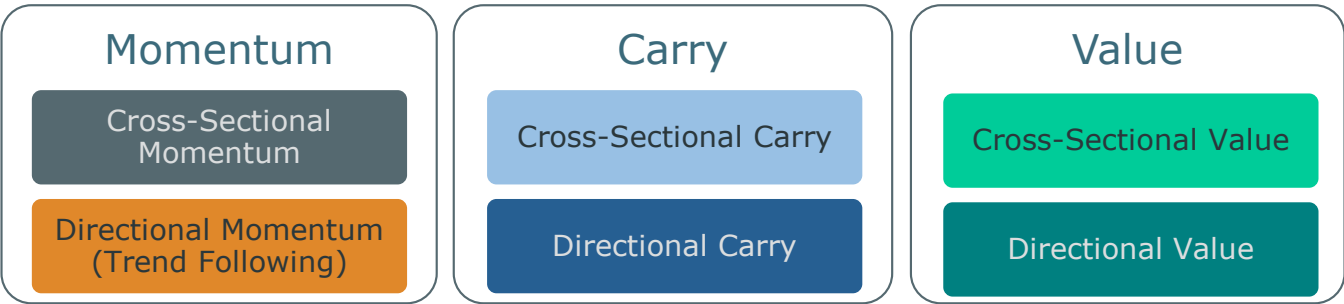 Momentum
Cross-Sectional
Momentum
Directional Momentum
(Trend Following)
Carry
Cross-Sectional Carry
Directional Carry
Value
Cross-Sectional Value
Directional Value